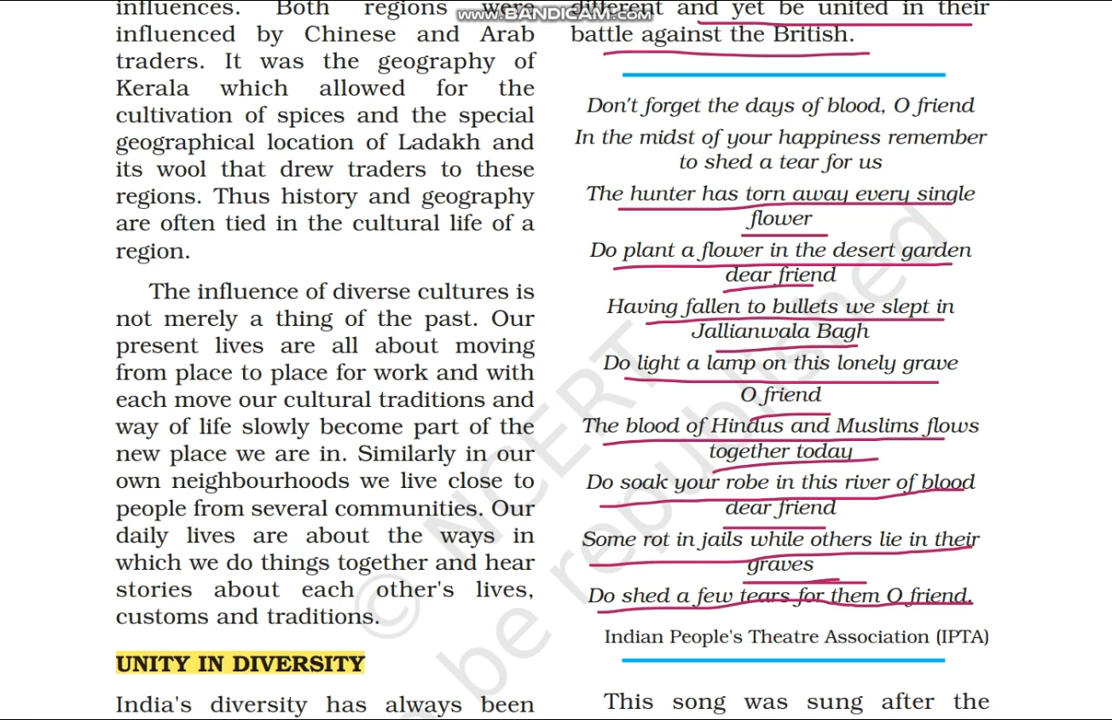 influences. Both regions were
influenced by Chinese and Arab
traders. It was the geography of
Kerala which allowed for the
cultivation of spices and the special
geographical location of Ladakh and
its wool that drew traders to these
regions. Thus history and geography
are often tied in the cultural life of a
region.
The influence of diverse cultures is
not merely a thing of the past. Our
present lives are all about moving
from place to place for work and with
each move our cultural traditions and
way of life slowly become part of the
new place we are in. Similarly in our
own neighbourhoods we live close to
people from several communities. Our
daily lives are about the ways in
which we do things together and hear
stories about each other's lives,
customs and traditions.
UNITY IN DIVERSITY
India's diversity has always been
www.BANDICAM.com
different and yet be united in their
battle against the British.
Don't forget the days of blood, O friend
In the midst of your happiness remember
to shed a tear for us
The hunter has torn away every single
flower
Do plant a flower in the desert garden
dear friend
Having fallen to bullets we slept in
Jallianwala Bagh
Do light a lamp on this lonely grave
O friend
The blood of Hindus and Muslims flows
together today
Do soak your robe in this river of blood
dear friend
Some rot in jails while others lie in their
graves
Do shed a few tears for them O friend.
Indian People's Theatre Association (IPTA)
This song was sung after the
© NCERT
be republished